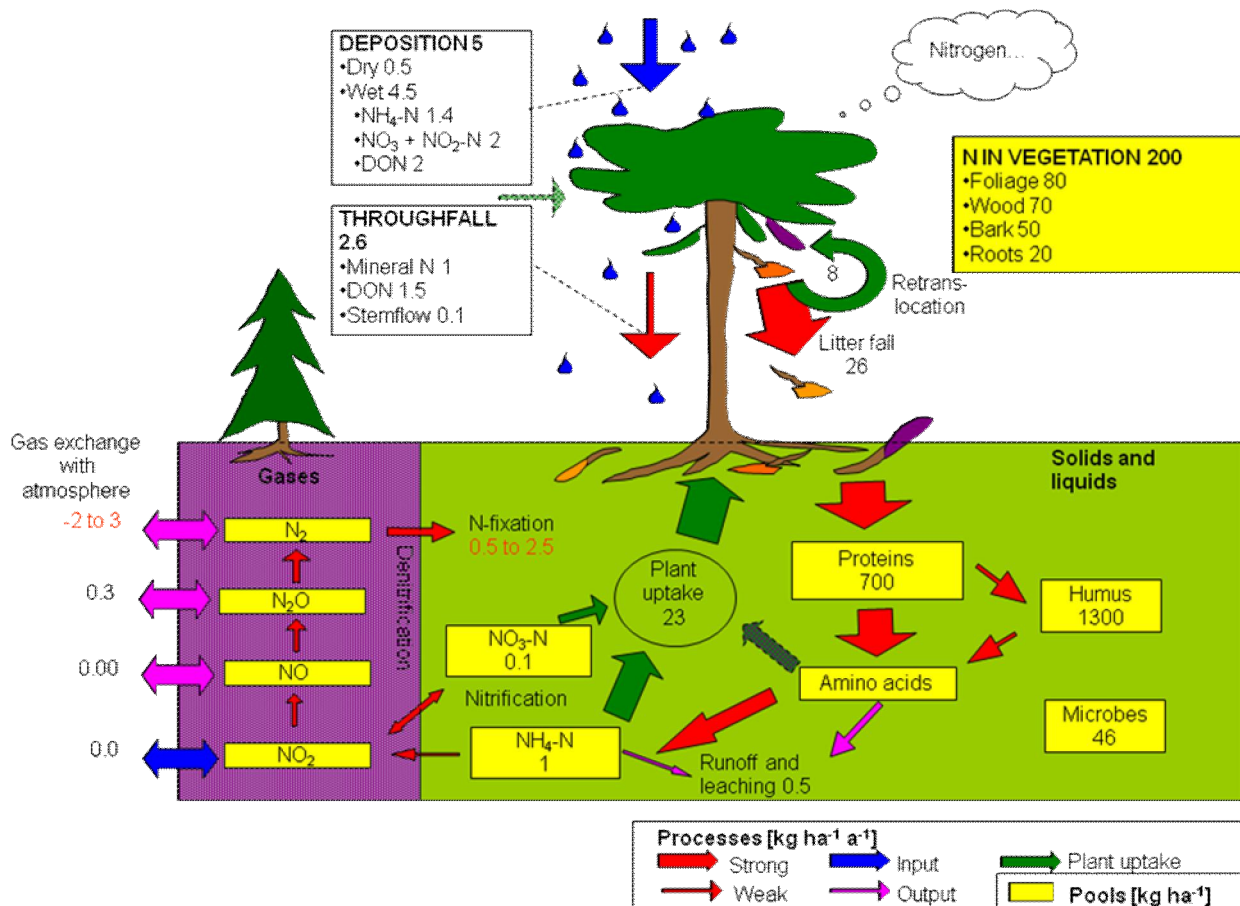 DEPOSITION 5
•Dry 0.5
•Wet 4.5
•NH₄-N 1.4
•NO₃ + NO₂-N 2
•DON 2
Nitrogen...
THROUGHFALL
2.6
•Mineral N 1
•DON 1.5
•Stemflow 0.1
N IN VEGETATION 200
•Foliage 80
•Wood 70
•Bark 50
•Roots 20
8
Retrans-
location
Litter fall
26
Gas exchange
with
atmosphere
-2 to 3
0.3
0.00
0.0
Gases
N₂
N₂O
NO
NO₂
Denitrification
Solids and
liquids
N-fixation
0.5 to 2.5
Plant
uptake
23
Proteins
700
Humus
1300
NO₃-N
0.1
Nitrification
Amino acids
Microbes
46
NH₄-N
1
Runoff and
leaching 0.5
Processes [kg ha⁻¹ a⁻¹]
Strong
Input
Plant uptake
Weak
Output
Pools [kg ha⁻¹]